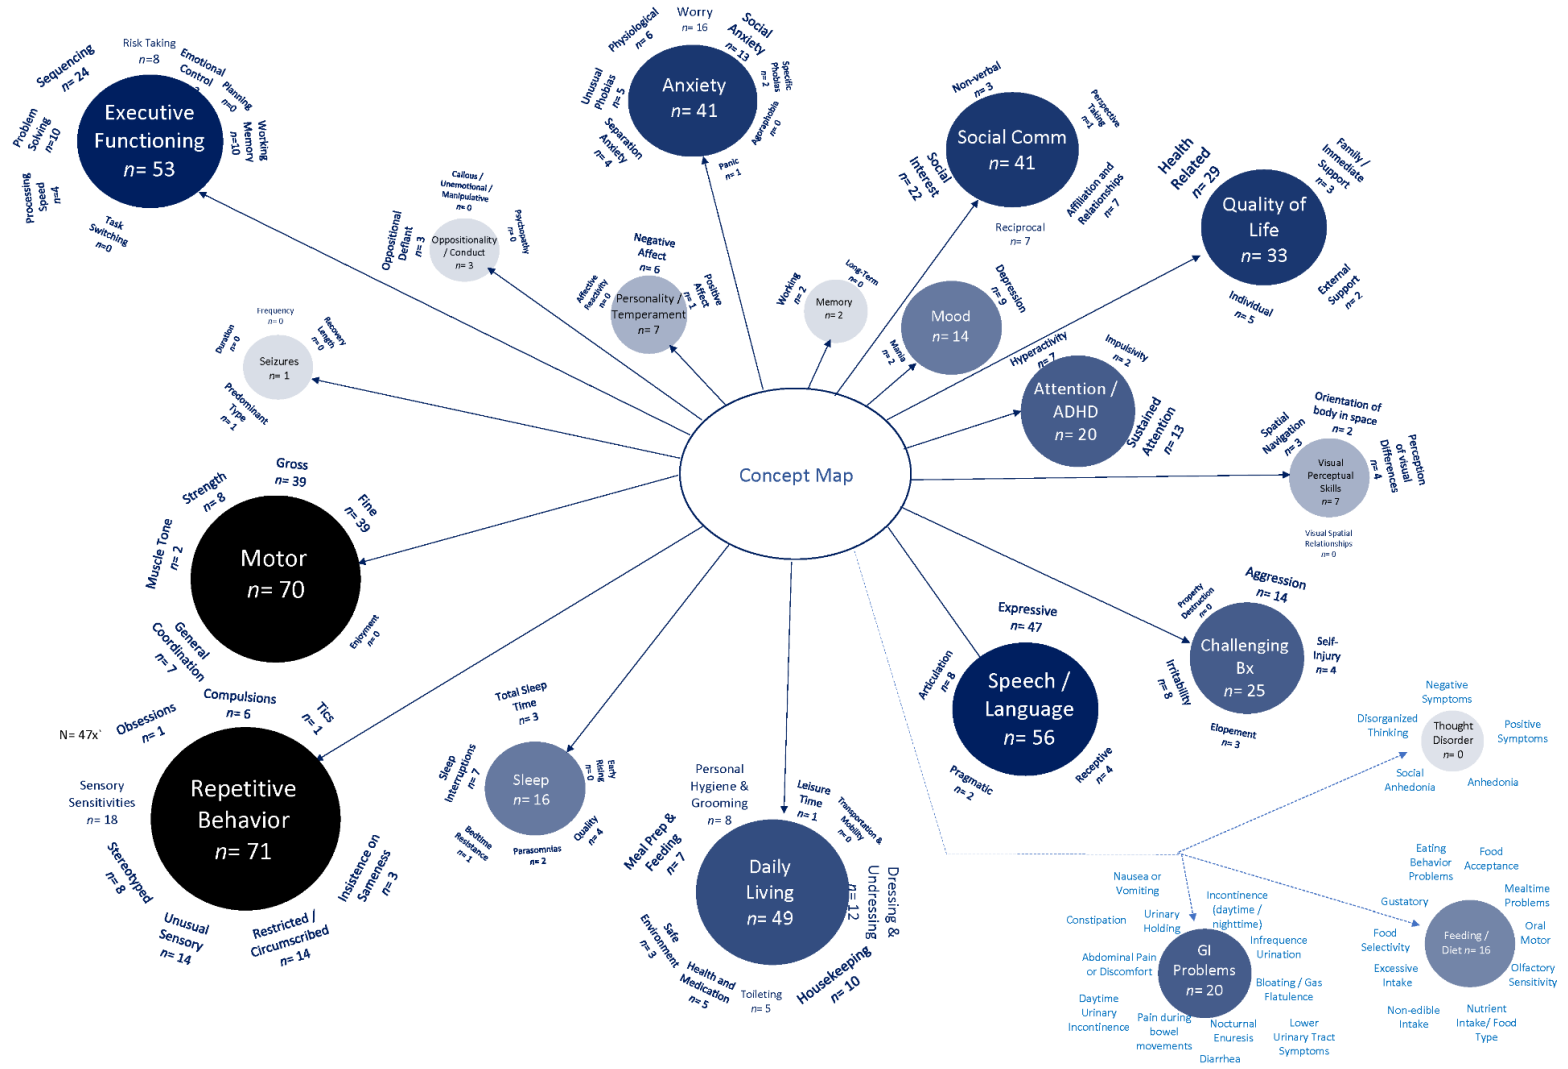 Sequencing
n= 24
Risk Taking
n=8
Emotional
Control
Planning
n=0
Working
Memory
n=10
Problem
Solving
n=10
Processing
Speed
n=4
Task
Switching
n=0
Executive
Functioning
n= 53
Physiological
n= 6
Worry
n= 16
Social
Anxiety
n= 13
Specific
Phobias
n= 2
Agoraphobia
n= 0
Panic
n= 1
Separation
Anxiety
n= 4
Unusual
Phobias
n= 5
Anxiety
n= 41
Non-verbal
n= 3
Perspective
Taking
n=1
Affiliation and
Relationships
n= 7
Reciprocal
n= 7
Social
Interest
n= 22
Social Comm
n= 41
Health
Related
n= 29
Family /
Immediate
Support
n= 3
External
Support
n= 2
Individual
n= 5
Quality of
Life
n= 33
Callous /
Unemotional /
Manipulative
n= 0
Psychopathy
n= 0
Oppositional
Defiant
n= 3
Oppositionality
/ Conduct
n= 3
Negative
Affect
n= 6
Positive
Affect
n= 1
Affective
Reactivity
n= 0
Personality /
Temperament
n= 7
Working
n= 2
Long-Term
n= 0
Memory
n= 2
Depression
n= 9
Mania
n= 2
Mood
n= 14
Hyperactivity
n= 7
Impulsivity
n= 2
Sustained
Attention
n= 13
Attention /
ADHD
n= 20
Frequency
n= 0
Duration
n= 0
Recovery
Length
n= 0
Predominant
Type
n= 1
Seizures
n= 1
Concept Map
Spatial
Navigation
n= 3
Orientation of
body in space
n= 2
Perception
of visual
Differences
n= 4
Visual Spatial
Relationships
n= 0
Visual
Perceptual
Skills
n= 7
Strength
n= 8
Gross
n= 39
Fine
n= 39
Muscle Tone
n= 2
General
Coordination
n= 7
Enjoyment
n= 0
Motor
n= 70
Property
Destruction
n= 0
Aggression
n= 14
Self-
Injury
n= 4
Irritability
n= 8
Elopement
n= 3
Challenging
Bx
n= 25
Expressive
n= 47
Articulation
n= 8
Pragmatic
n= 2
Receptive
n= 4
Speech /
Language
n= 56
N= 47x`
Obsessions
n= 1
Compulsions
n= 6
Tics
n= 1
Sensory
Sensitivities
n= 18
Stereotyped
n= 8
Unusual
Sensory
n= 14
Restricted /
Circumscribed
n= 14
Insistence on
Sameness
n= 3
Repetitive
Behavior
n= 71
Total Sleep
Time
n= 3
Sleep
Interruptions
n= 7
Early
Rising
n=0
Bedtime
Resistance
n= 1
Parasomnias
n= 2
Quality
n= 4
Sleep
n= 16
Personal
Hygiene &
Grooming
n= 8
Leisure
Time
n= 1
Transportation &
Mobility
n= 0
Meal Prep &
Feeding
n= 7
Dressing &
Undressing
n= 12
Safe
Environment
n= 3
Health and
Medication
n= 5
Toileting
n= 5
Housekeeping
n= 10
Daily
Living
n= 49
Negative
Symptoms
Disorganized
Thinking
Positive
Symptoms
Social
Anhedonia
Anhedonia
Thought
Disorder
n= 0
Nausea or
Vomiting
Incontinence
(daytime /
nighttime)
Constipation
Urinary
Holding
Infrequence
Urination
Abdominal Pain
or Discomfort
Bloating / Gas
Flatulence
Daytime
Urinary
Incontinence
Pain during
bowel
movements
Nocturnal
Enuresis
Lower
Urinary Tract
Symptoms
Diarrhea
GI
Problems
n= 20
Eating
Behavior
Problems
Food
Acceptance
Gustatory
Mealtime
Problems
Food
Selectivity
Oral
Motor
Excessive
Intake
Olfactory
Sensitivity
Non-edible
Intake
Nutrient
Intake/ Food
Type
Feeding /
Diet n= 16